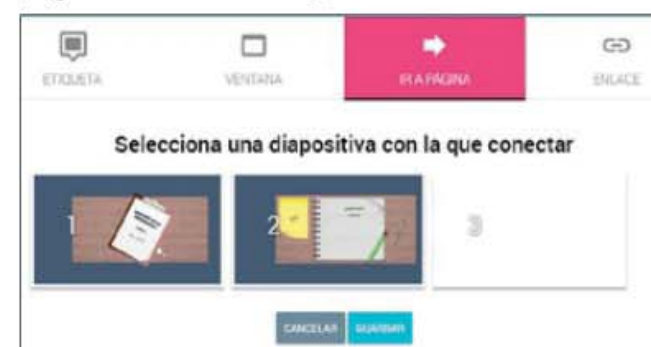 ETIQUETA
VENTANA
IR A PÁGINA
ENLACE
Selecciona una diapositiva con la que conectar
1
2
3
CANCELAR
GUARDAR